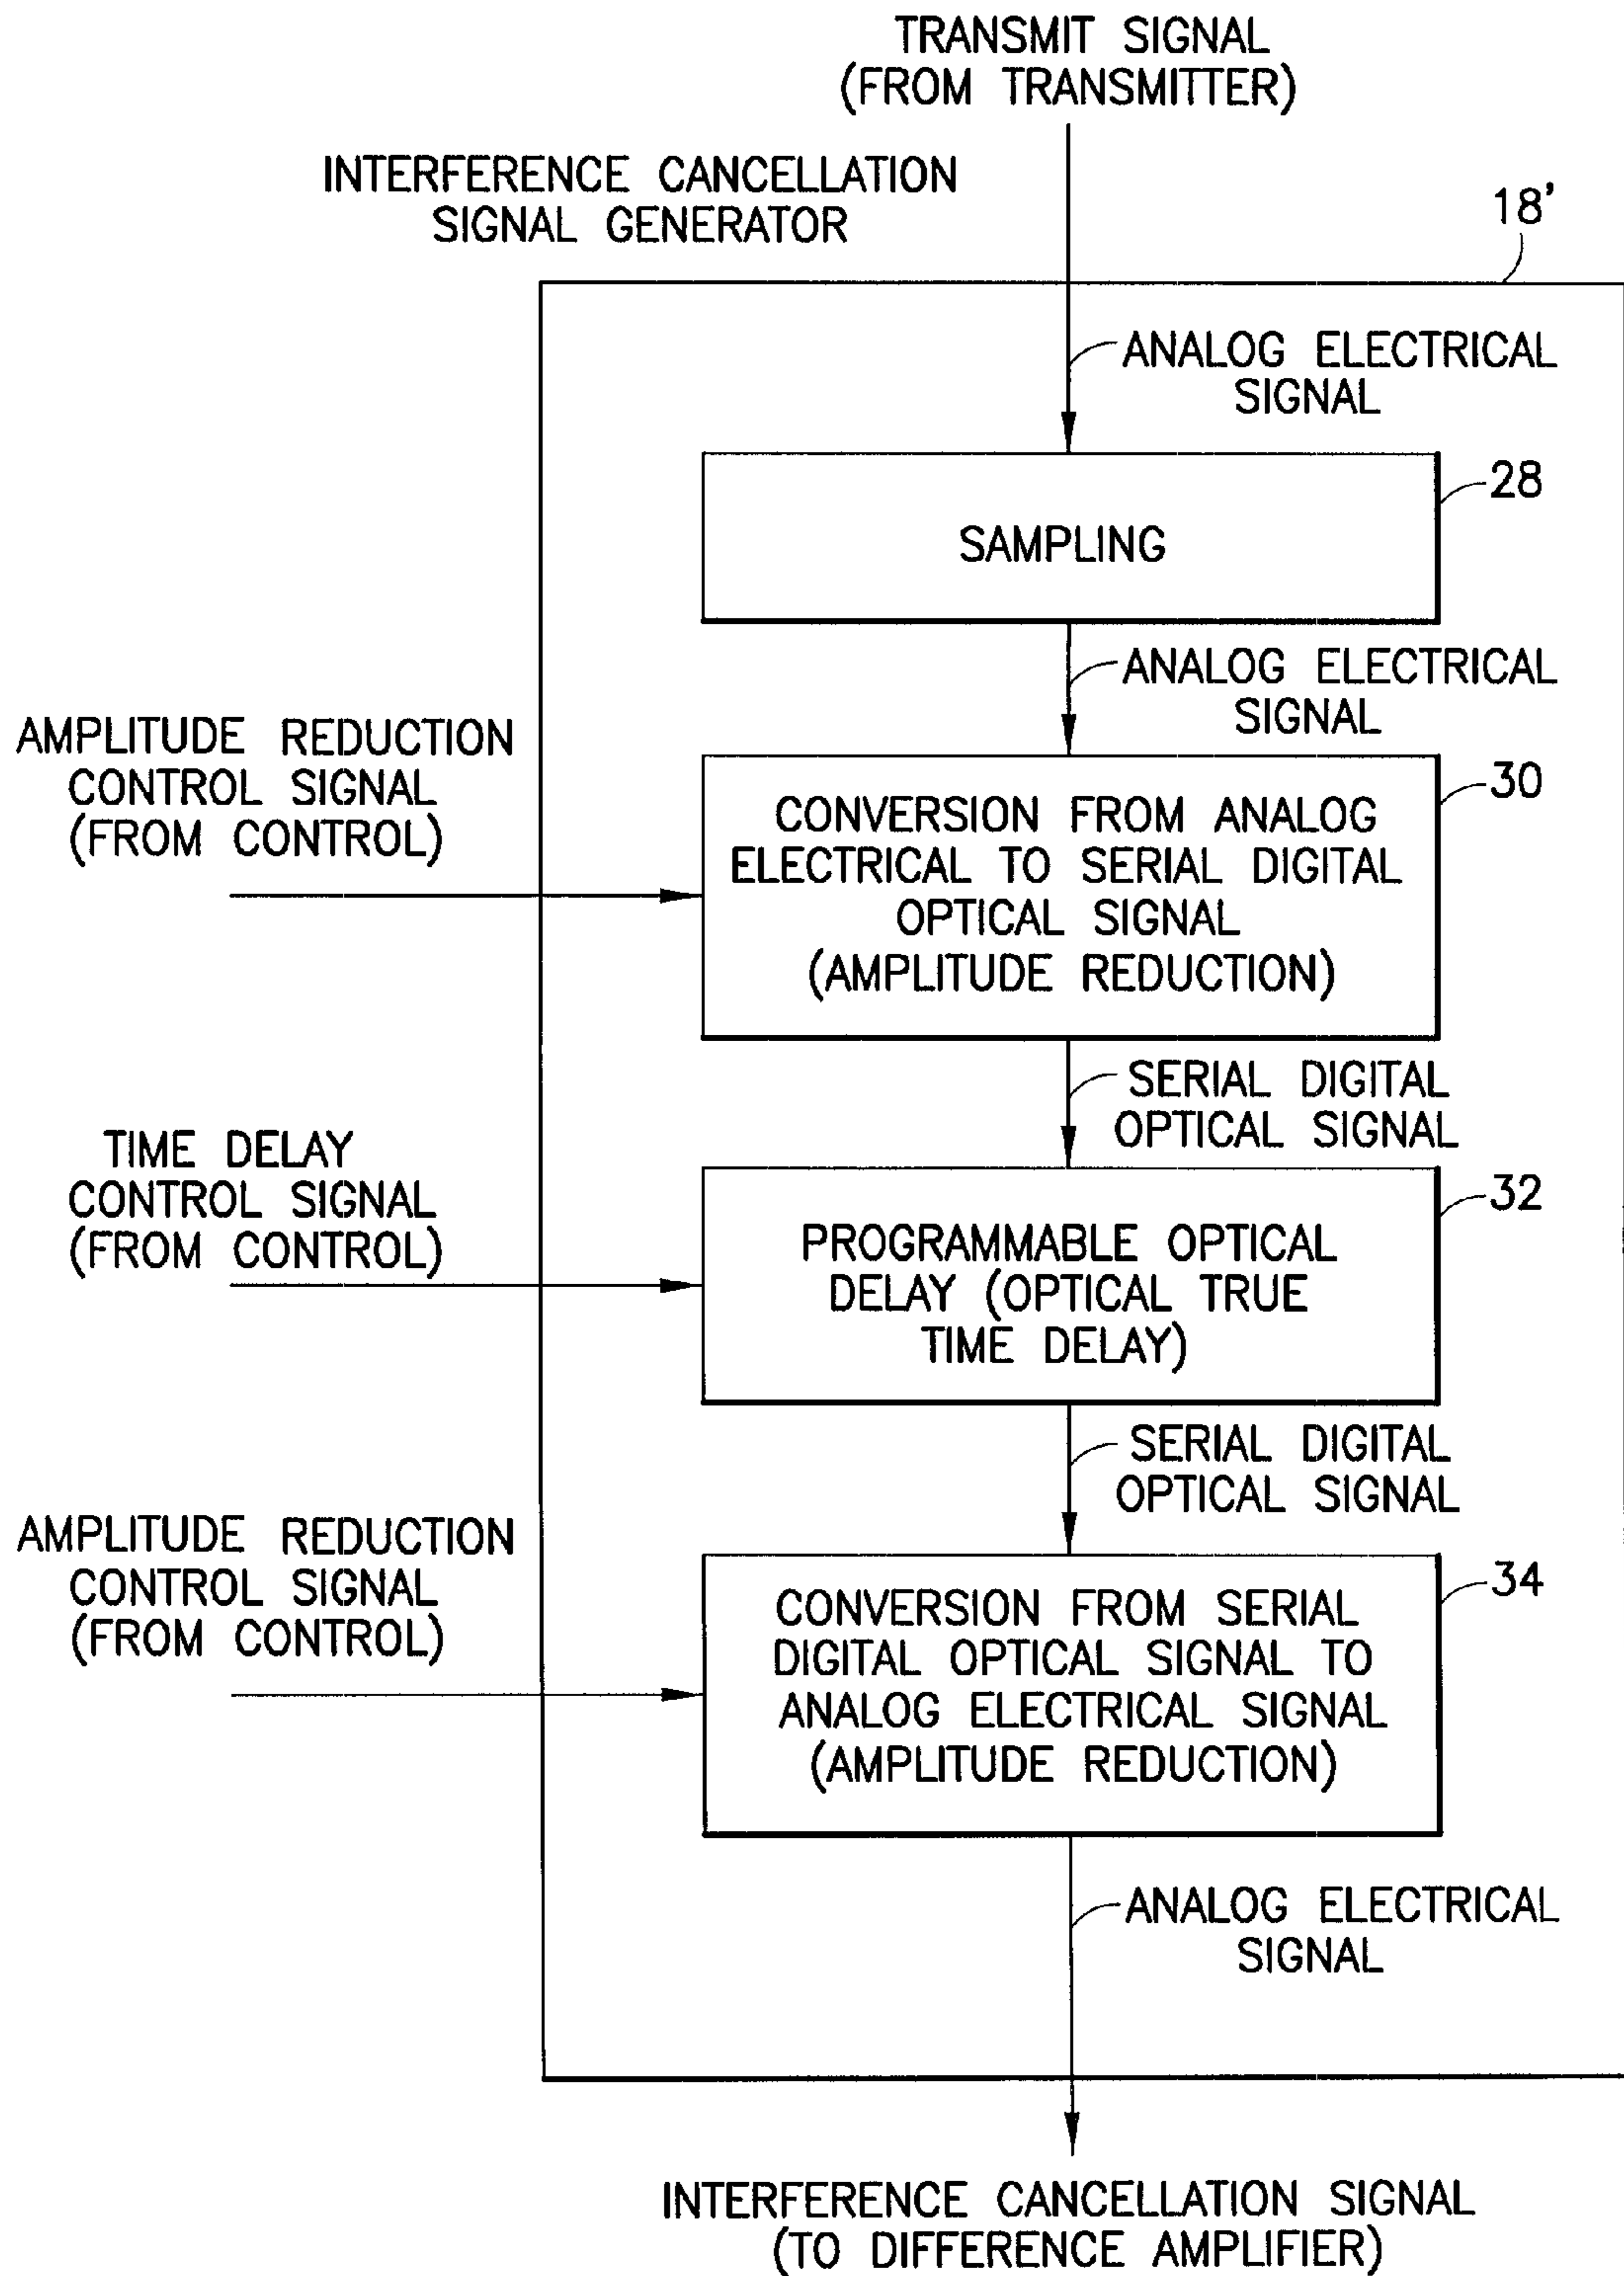 TRANSMIT SIGNAL
(FROM TRANSMITTER)
INTERFERENCE CANCELLATION
SIGNAL GENERATOR
18'
ANALOG ELECTRICAL
SIGNAL
28
SAMPLING
ANALOG ELECTRICAL
SIGNAL
AMPLITUDE REDUCTION
CONTROL SIGNAL
(FROM CONTROL)
30
CONVERSION FROM ANALOG
ELECTRICAL TO SERIAL DIGITAL
OPTICAL SIGNAL
(AMPLITUDE REDUCTION)
SERIAL DIGITAL
OPTICAL SIGNAL
TIME DELAY
CONTROL SIGNAL
(FROM CONTROL)
32
PROGRAMMABLE OPTICAL
DELAY (OPTICAL TRUE
TIME DELAY)
SERIAL DIGITAL
OPTICAL SIGNAL
AMPLITUDE REDUCTION
CONTROL SIGNAL
(FROM CONTROL)
34
CONVERSION FROM SERIAL
DIGITAL OPTICAL SIGNAL TO
ANALOG ELECTRICAL SIGNAL
(AMPLITUDE REDUCTION)
ANALOG ELECTRICAL
SIGNAL
INTERFERENCE CANCELLATION SIGNAL
(TO DIFFERENCE AMPLIFIER)